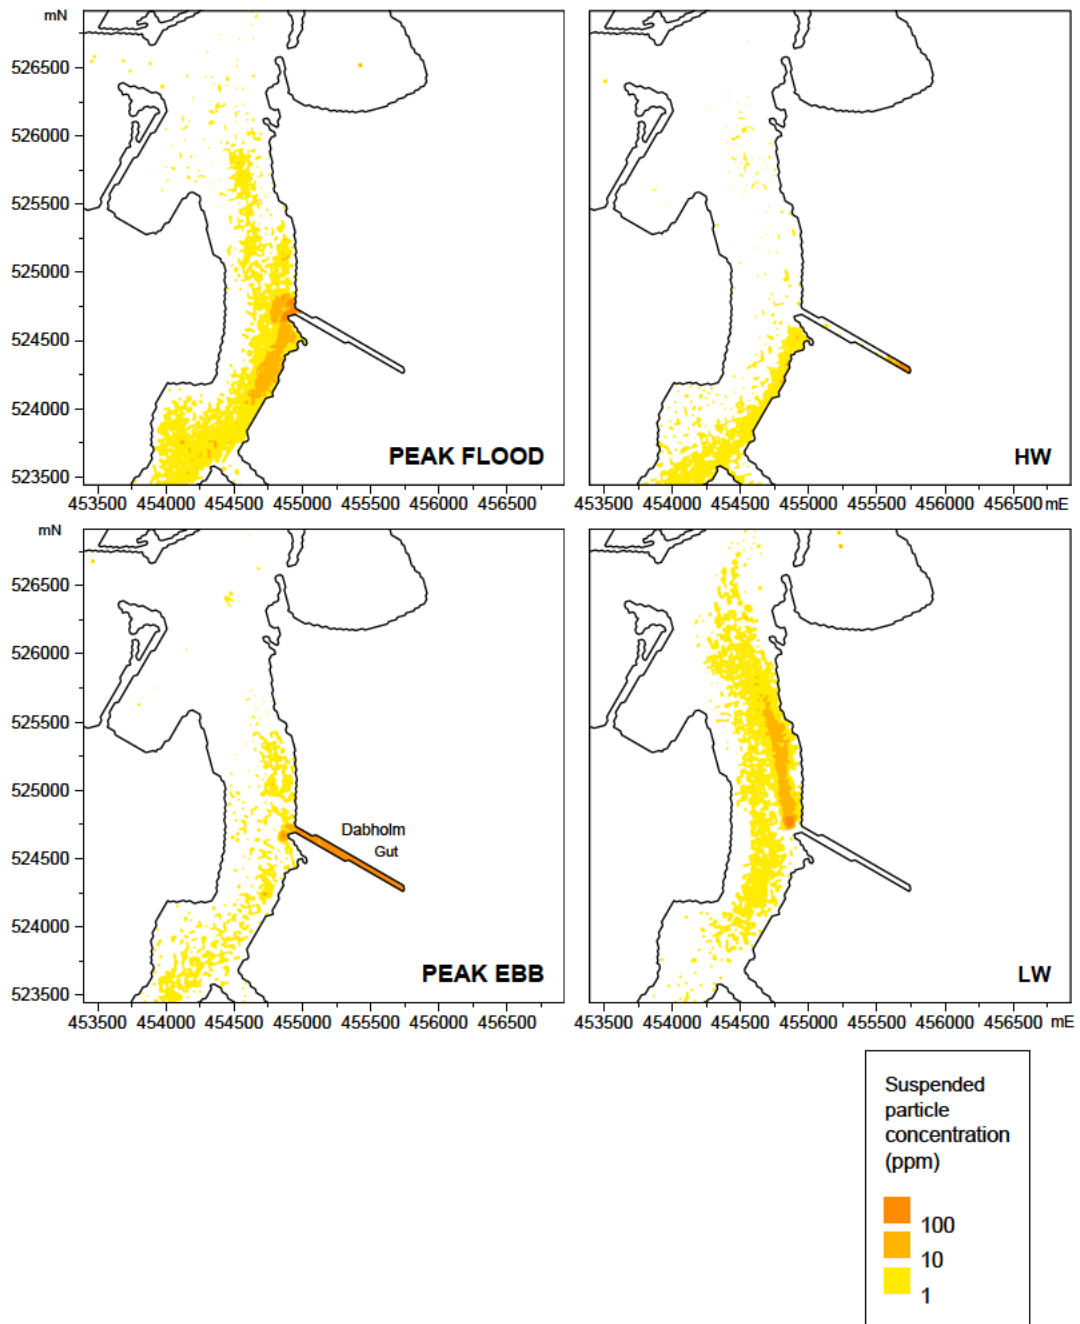 mN
526500
526000
525500
525000
524500
524000
523500
PEAK FLOOD
HW
453500 454000 454500 455000 455500 456000 456500
453500 454000 454500 455000 455500 456000 456500 mE
mN
526500
526000
525500
525000
524500
524000
523500
Dabholm
Gut
PEAK EBB
LW
453500 454000 454500 455000 455500 456000 456500
453500 454000 454500 455000 455500 456000 456500 mE
Suspended
particle
concentration
(ppm)
100
10
1